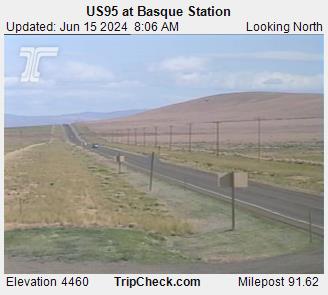 US95 at Basque Station
Updated: Jun 15 2024  8:06 AM Looking North
Elevation 4460 TripCheck.com Milepost 91.62